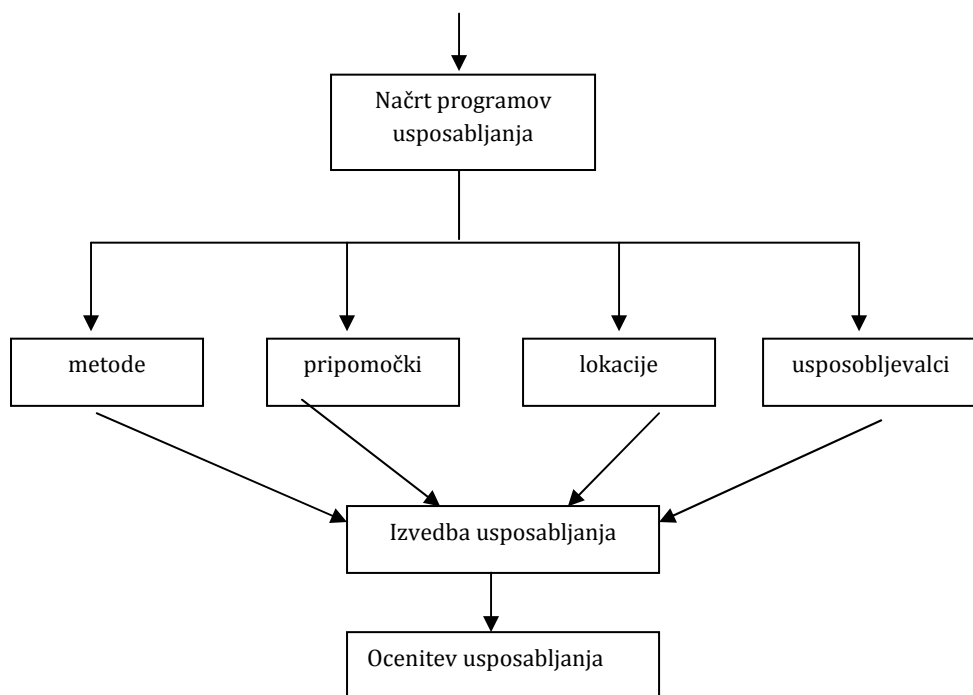 Načrt programov
usposabljanja
metode
pripomočki
lokacije
usposobljevalci
Izvedba usposabljanja
Ocenitev usposabljanja